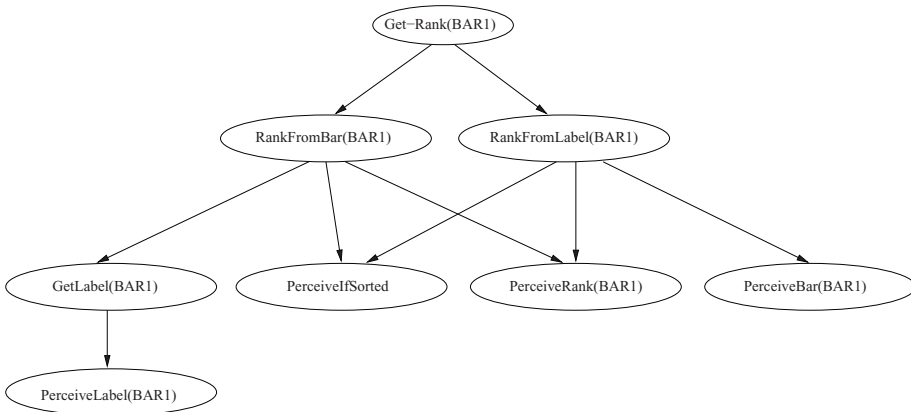 Get−Rank(BAR1)
RankFromBar(BAR1)
RankFromLabel(BAR1)
GetLabel(BAR1)
PerceiveIfSorted
PerceiveRank(BAR1)
PerceiveBar(BAR1)
PerceiveLabel(BAR1)